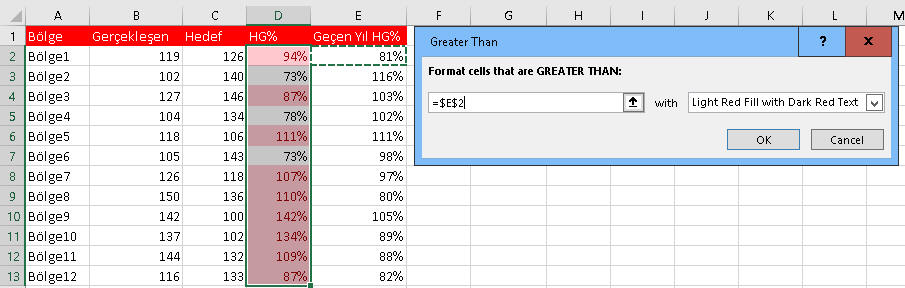 A B C D E F G H I J K L M
Greater Than ? x
1 Bölge Gerçekleşen Hedef HG% Geçen Yıl HG%
2 Bölge1 119 126 94% 81%
Format cells that are GREATER THAN:
3 Bölge2 102 140 73% 116%
4 Bölge3 127 146 87% 103%
=$E$2 with Light Red Fill with Dark Red Text
5 Bölge4 104 134 78% 102%
6 Bölge5 118 106 111% 111%
OK Cancel
7 Bölge6 105 143 73% 98%
8 Bölge7 126 118 107% 97%
9 Bölge8 150 136 110% 80%
10 Bölge9 142 100 142% 105%
11 Bölge10 137 102 134% 89%
12 Bölge11 144 132 109% 88%
13 Bölge12 116 133 87% 82%